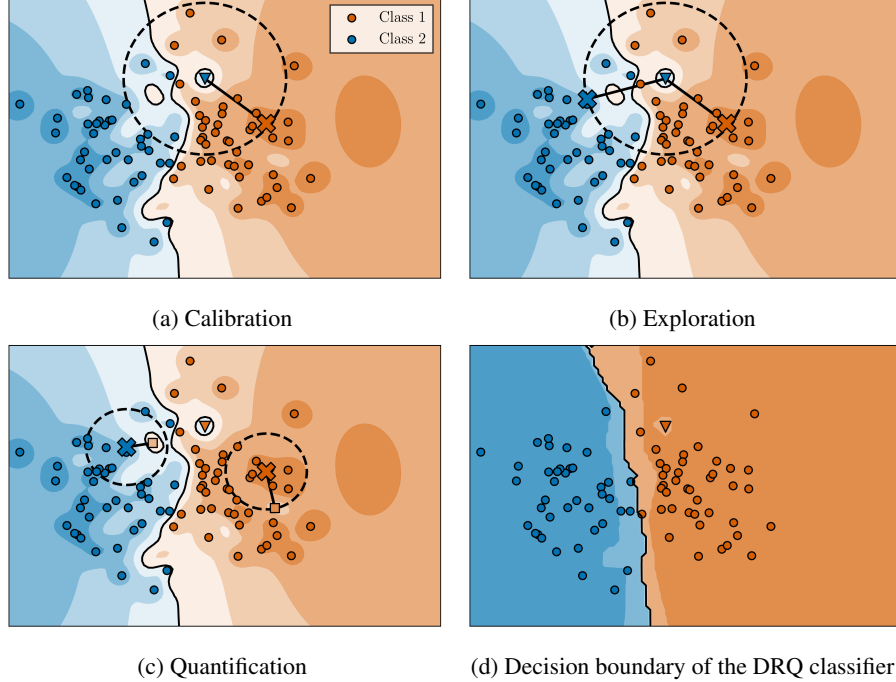 Class 1
Class 2
(a) Calibration
(b) Exploration
(c) Quantification
(d) Decision boundary of the DRQ classifier